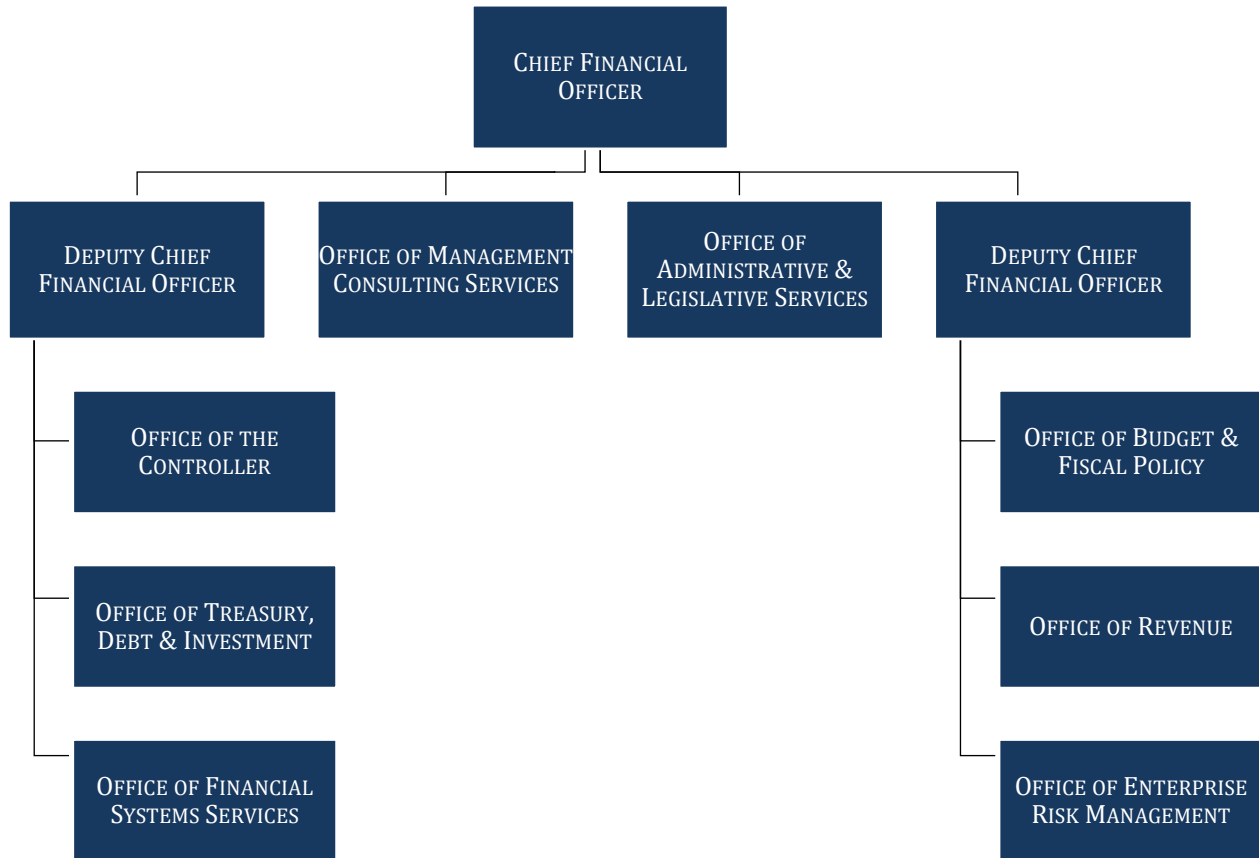 CHIEF FINANCIAL
OFFICER
DEPUTY CHIEF
FINANCIAL OFFICER
OFFICE OF MANAGEMENT
CONSULTING SERVICES
OFFICE OF
ADMINISTRATIVE &
LEGISLATIVE SERVICES
DEPUTY CHIEF
FINANCIAL OFFICER
OFFICE OF THE
CONTROLLER
OFFICE OF BUDGET &
FISCAL POLICY
OFFICE OF TREASURY,
DEBT & INVESTMENT
OFFICE OF REVENUE
OFFICE OF FINANCIAL
SYSTEMS SERVICES
OFFICE OF ENTERPRISE
RISK MANAGEMENT